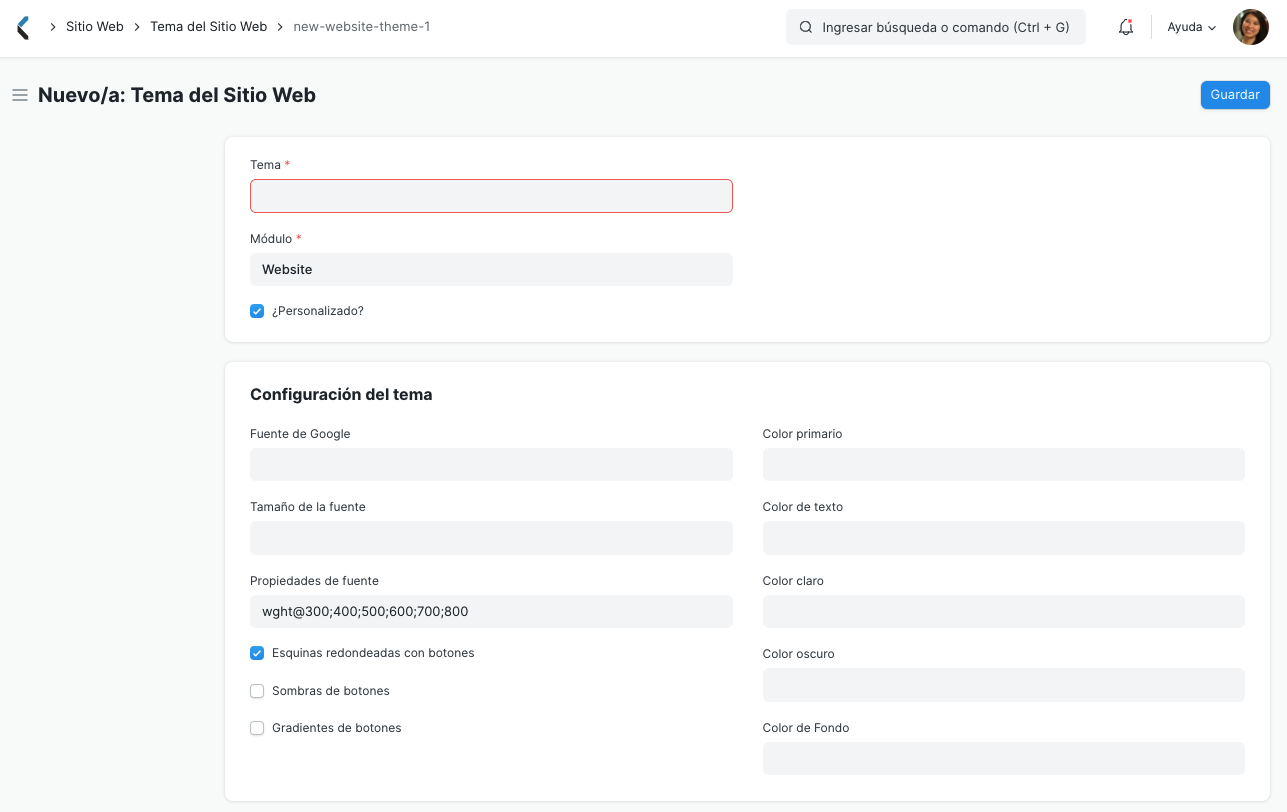 Sitio Web
Tema del Sitio Web
new-website-theme-1
Ingresar búsqueda o comando (Ctrl + G)
Ayuda
Nuevo/a: Tema del Sitio Web
Guardar
Tema *
Módulo *
Website
¿Personalizado?
Configuración del tema
Fuente de Google
Tamaño de la fuente
Propiedades de fuente
wght@300;400;500;600;700;800
Esquinas redondeadas con botones
Sombras de botones
Gradientes de botones
Color primario
Color de texto
Color claro
Color oscuro
Color de Fondo